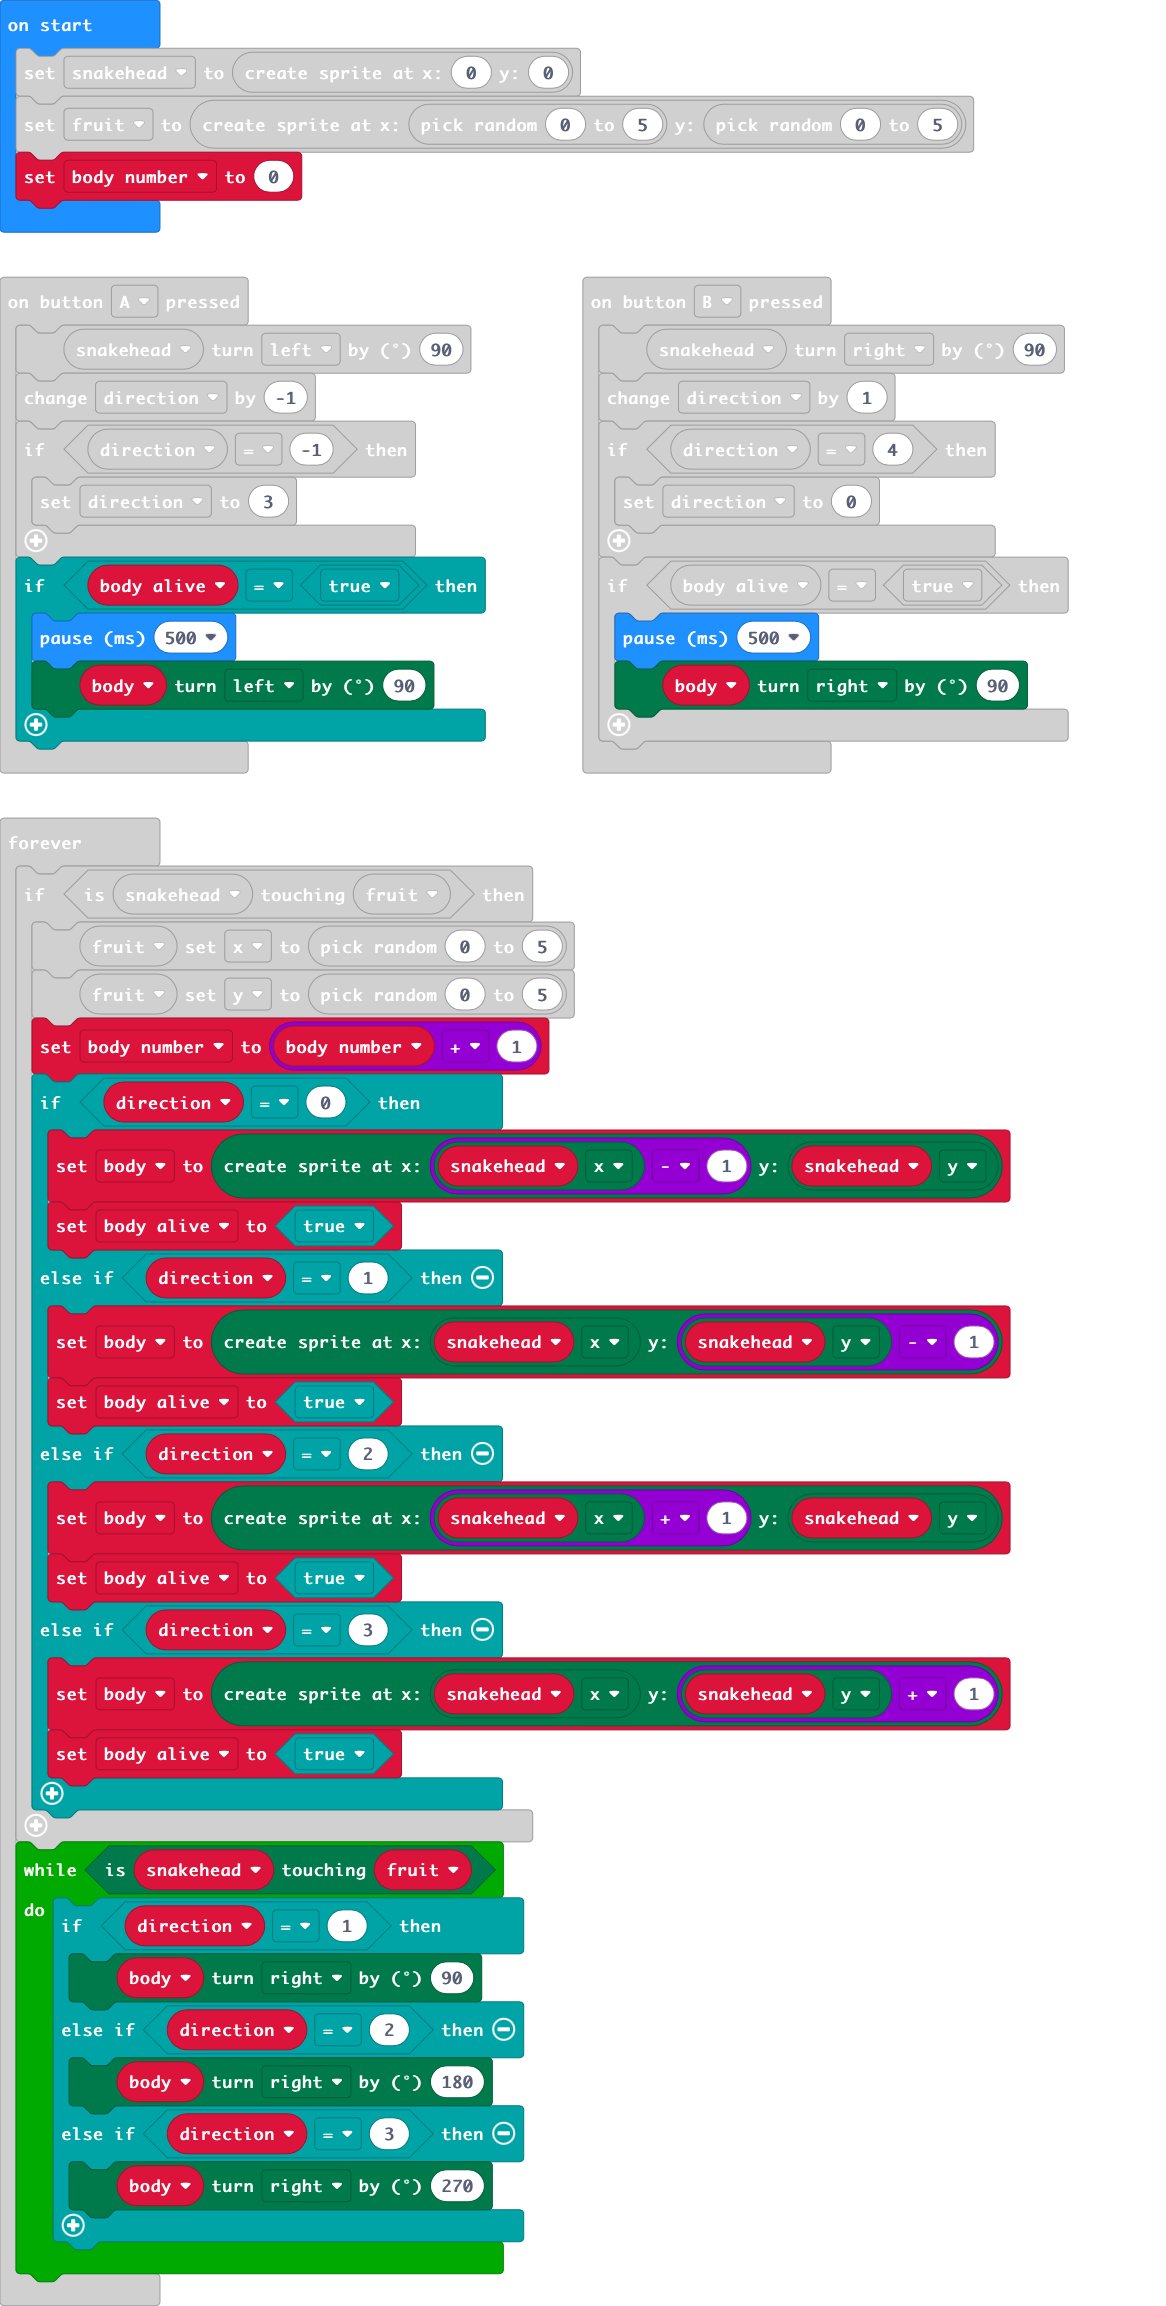 on start
set snakehead to create sprite at x: 0 y: 0
set fruit to create sprite at x: pick random 0 to 5 y: pick random 0 to 5
set body number to 0
on button A pressed
snakehead turn left by (°) 90
change direction by -1
if direction = -1 then
set direction to 3
if body alive = true then
pause (ms) 500
body turn left by (°) 90
on button B pressed
snakehead turn right by (°) 90
change direction by 1
if direction = 4 then
set direction to 0
if body alive = true then
pause (ms) 500
body turn right by (°) 90
forever
if is snakehead touching fruit then
fruit set x to pick random 0 to 5
fruit set y to pick random 0 to 5
set body number to body number + 1
if direction = 0 then
set body to create sprite at x: snakehead x - 1 y: snakehead y
set body alive to true
else if direction = 1 then
set body to create sprite at x: snakehead x y: snakehead y - 1
set body alive to true
else if direction = 2 then
set body to create sprite at x: snakehead x + 1 y: snakehead y
set body alive to true
else if direction = 3 then
set body to create sprite at x: snakehead x y: snakehead y + 1
set body alive to true
while is snakehead touching fruit
do if direction = 1 then
body turn right by (°) 90
else if direction = 2 then
body turn right by (°) 180
else if direction = 3 then
body turn right by (°) 270